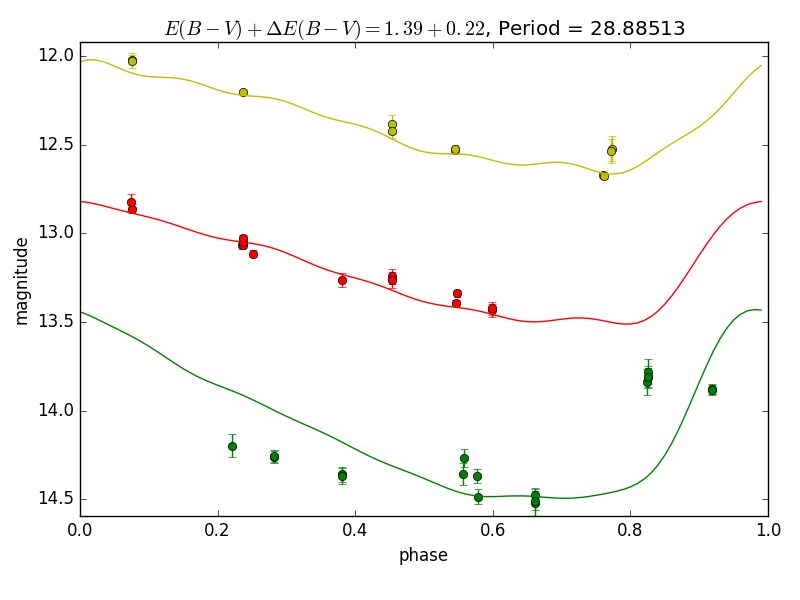 E(B − V) + ΔE(B − V) = 1.39 + 0.22, Period = 28.88513
12.0
12.5
13.0
13.5
14.0
14.5
magnitude
0.0 0.2 0.4 0.6 0.8 1.0
phase